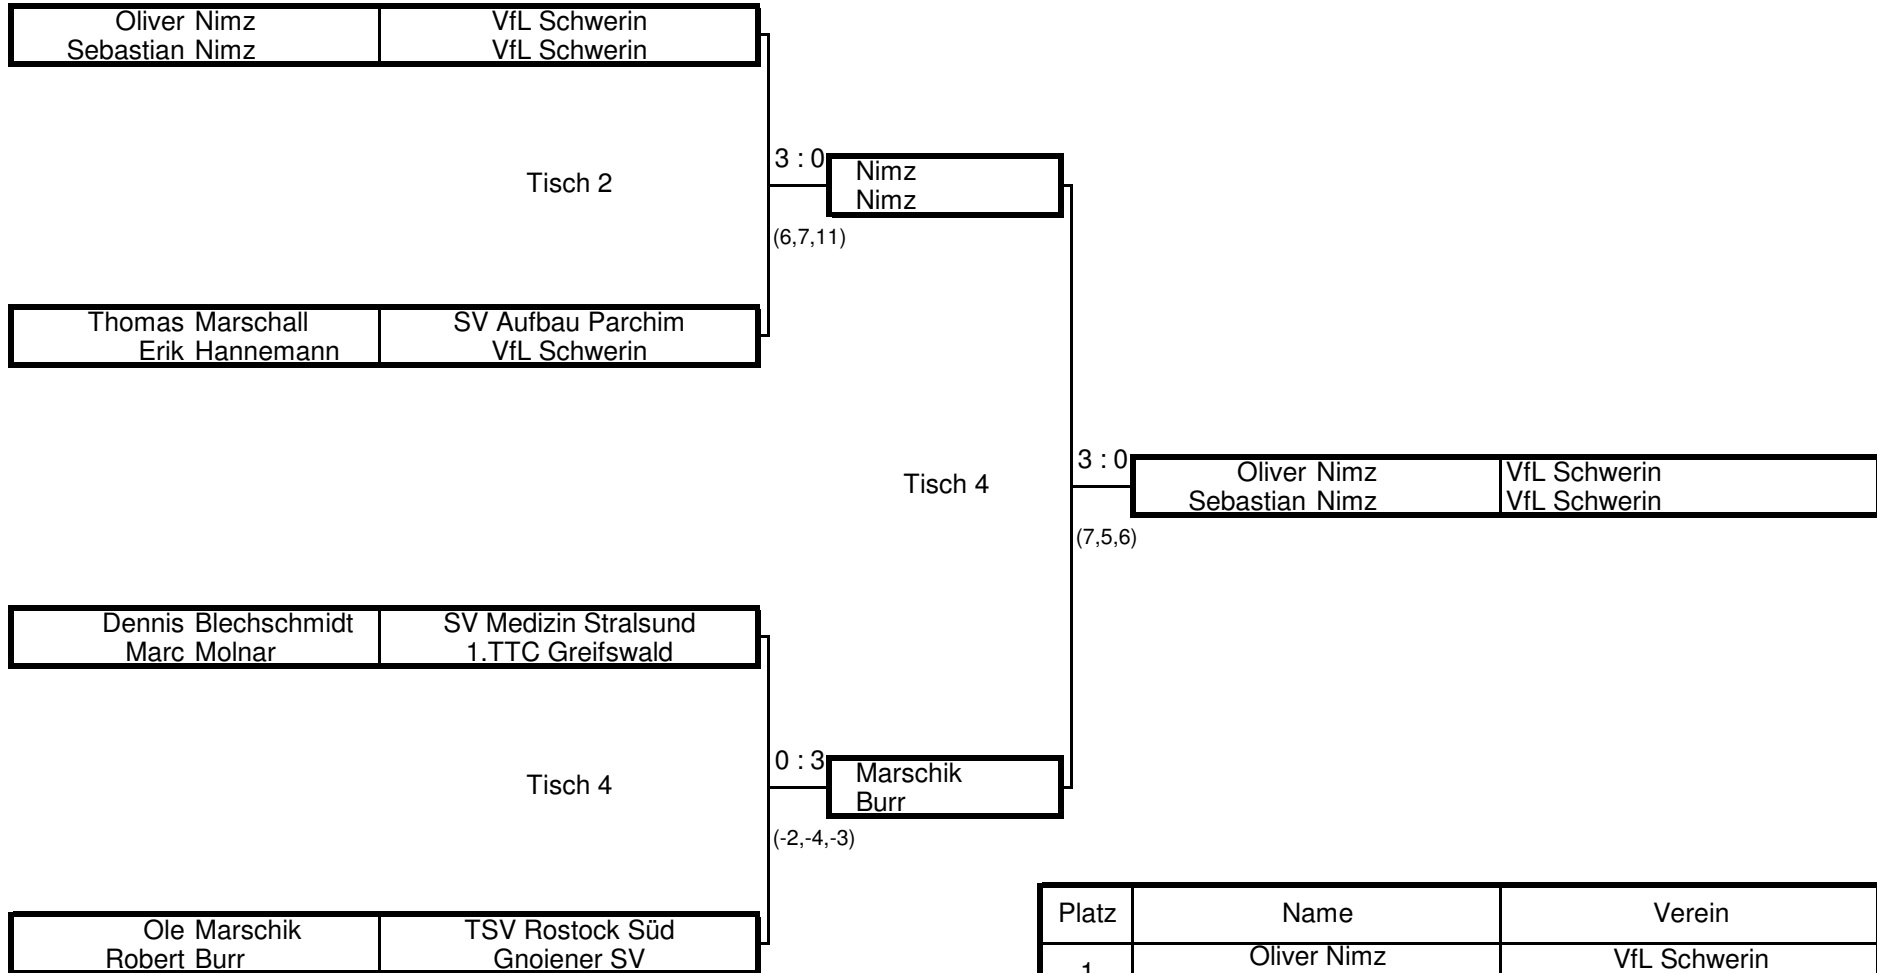 Oliver Nimz VfL Schwerin
Sebastian Nimz VfL Schwerin
3 : 0
Tisch 2
Nimz
Nimz
(6,7,11)
Thomas Marschall SV Aufbau Parchim
Erik Hannemann VfL Schwerin
3 : 0
Tisch 4
Oliver Nimz VfL Schwerin
Sebastian Nimz VfL Schwerin
(7,5,6)
Dennis Blechschmidt SV Medizin Stralsund
Marc Molnar 1.TTC Greifswald
0 : 3
Tisch 4
Marschik
Burr
(-2,-4,-3)
Ole Marschik TSV Rostock Süd
Robert Burr Gnoiener SV
Platz Name Verein
1 Oliver Nimz VfL Schwerin